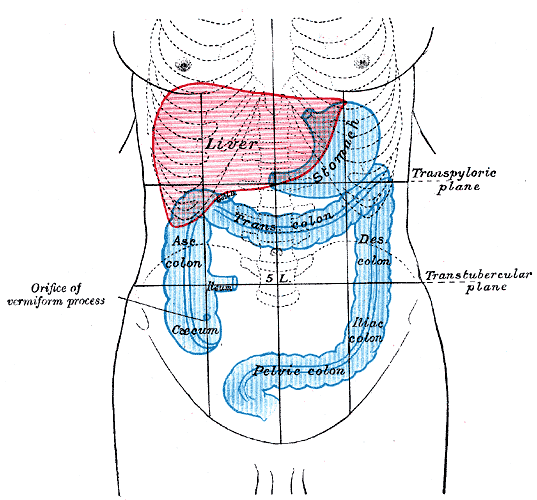 Liver
Stomach
Transpyloric
plane
Trans. colon
Asc.
colon
Des.
colon
5 L.
Transtubercular
plane
Ileum
Orifice of
vermiform process
Cæcum
Iliac
colon
Pelvic colon